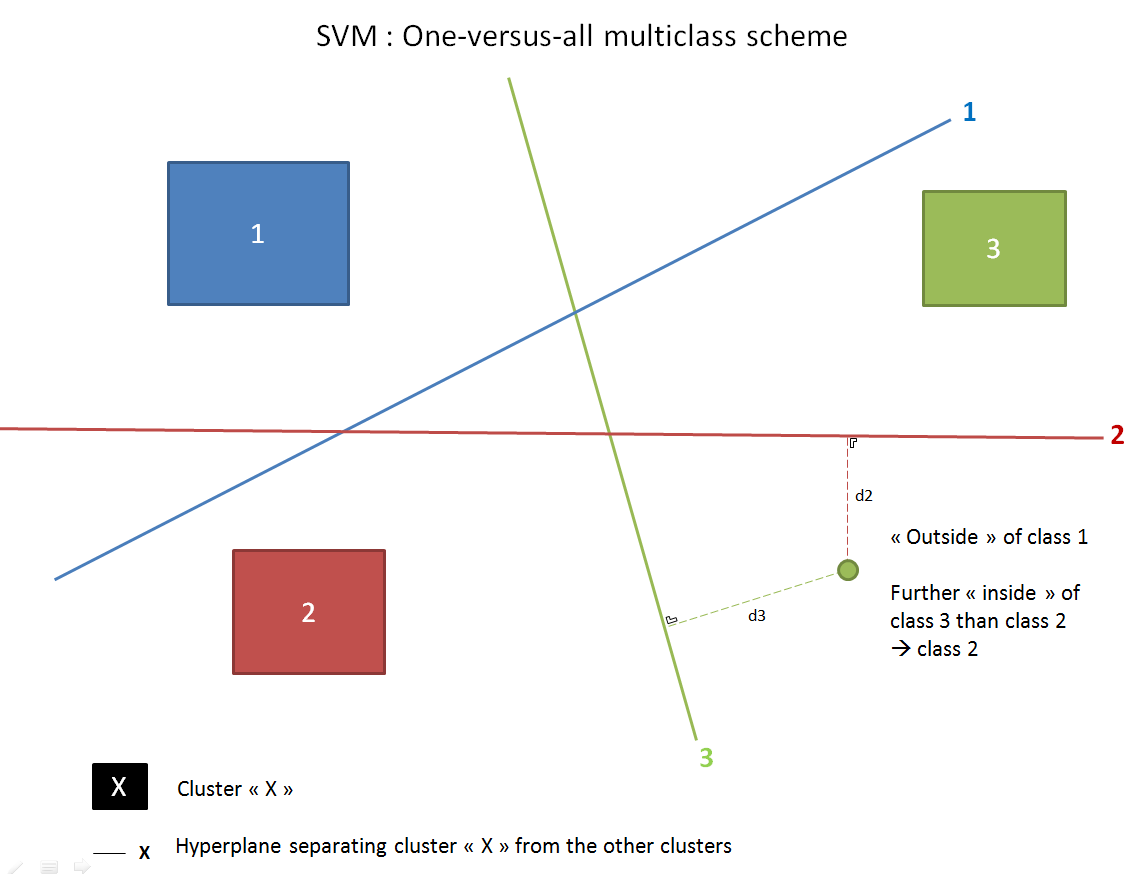 SVM : One-versus-all multiclass scheme
1
1
3
2
d2
« Outside » of class 1
Further « inside » of
class 3 than class 2
→ class 2
d3
2
3
X
Cluster « X »
X
Hyperplane separating cluster « X » from the other clusters